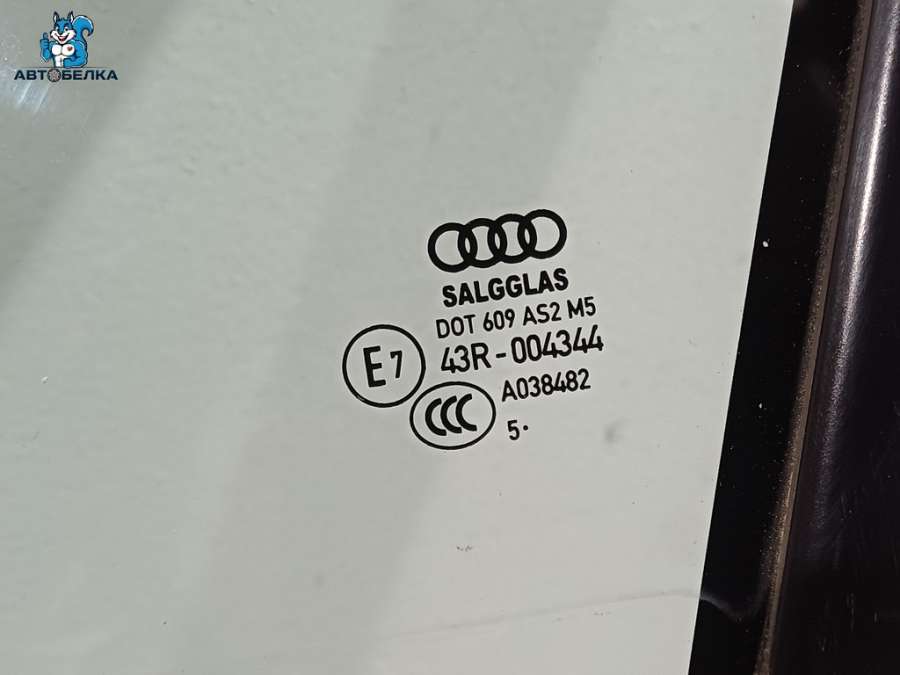 АВТОБЕЛКА
SALGGLAS
DOT 609 AS2 M5
E7 43R-004344
CCC A038482
5·